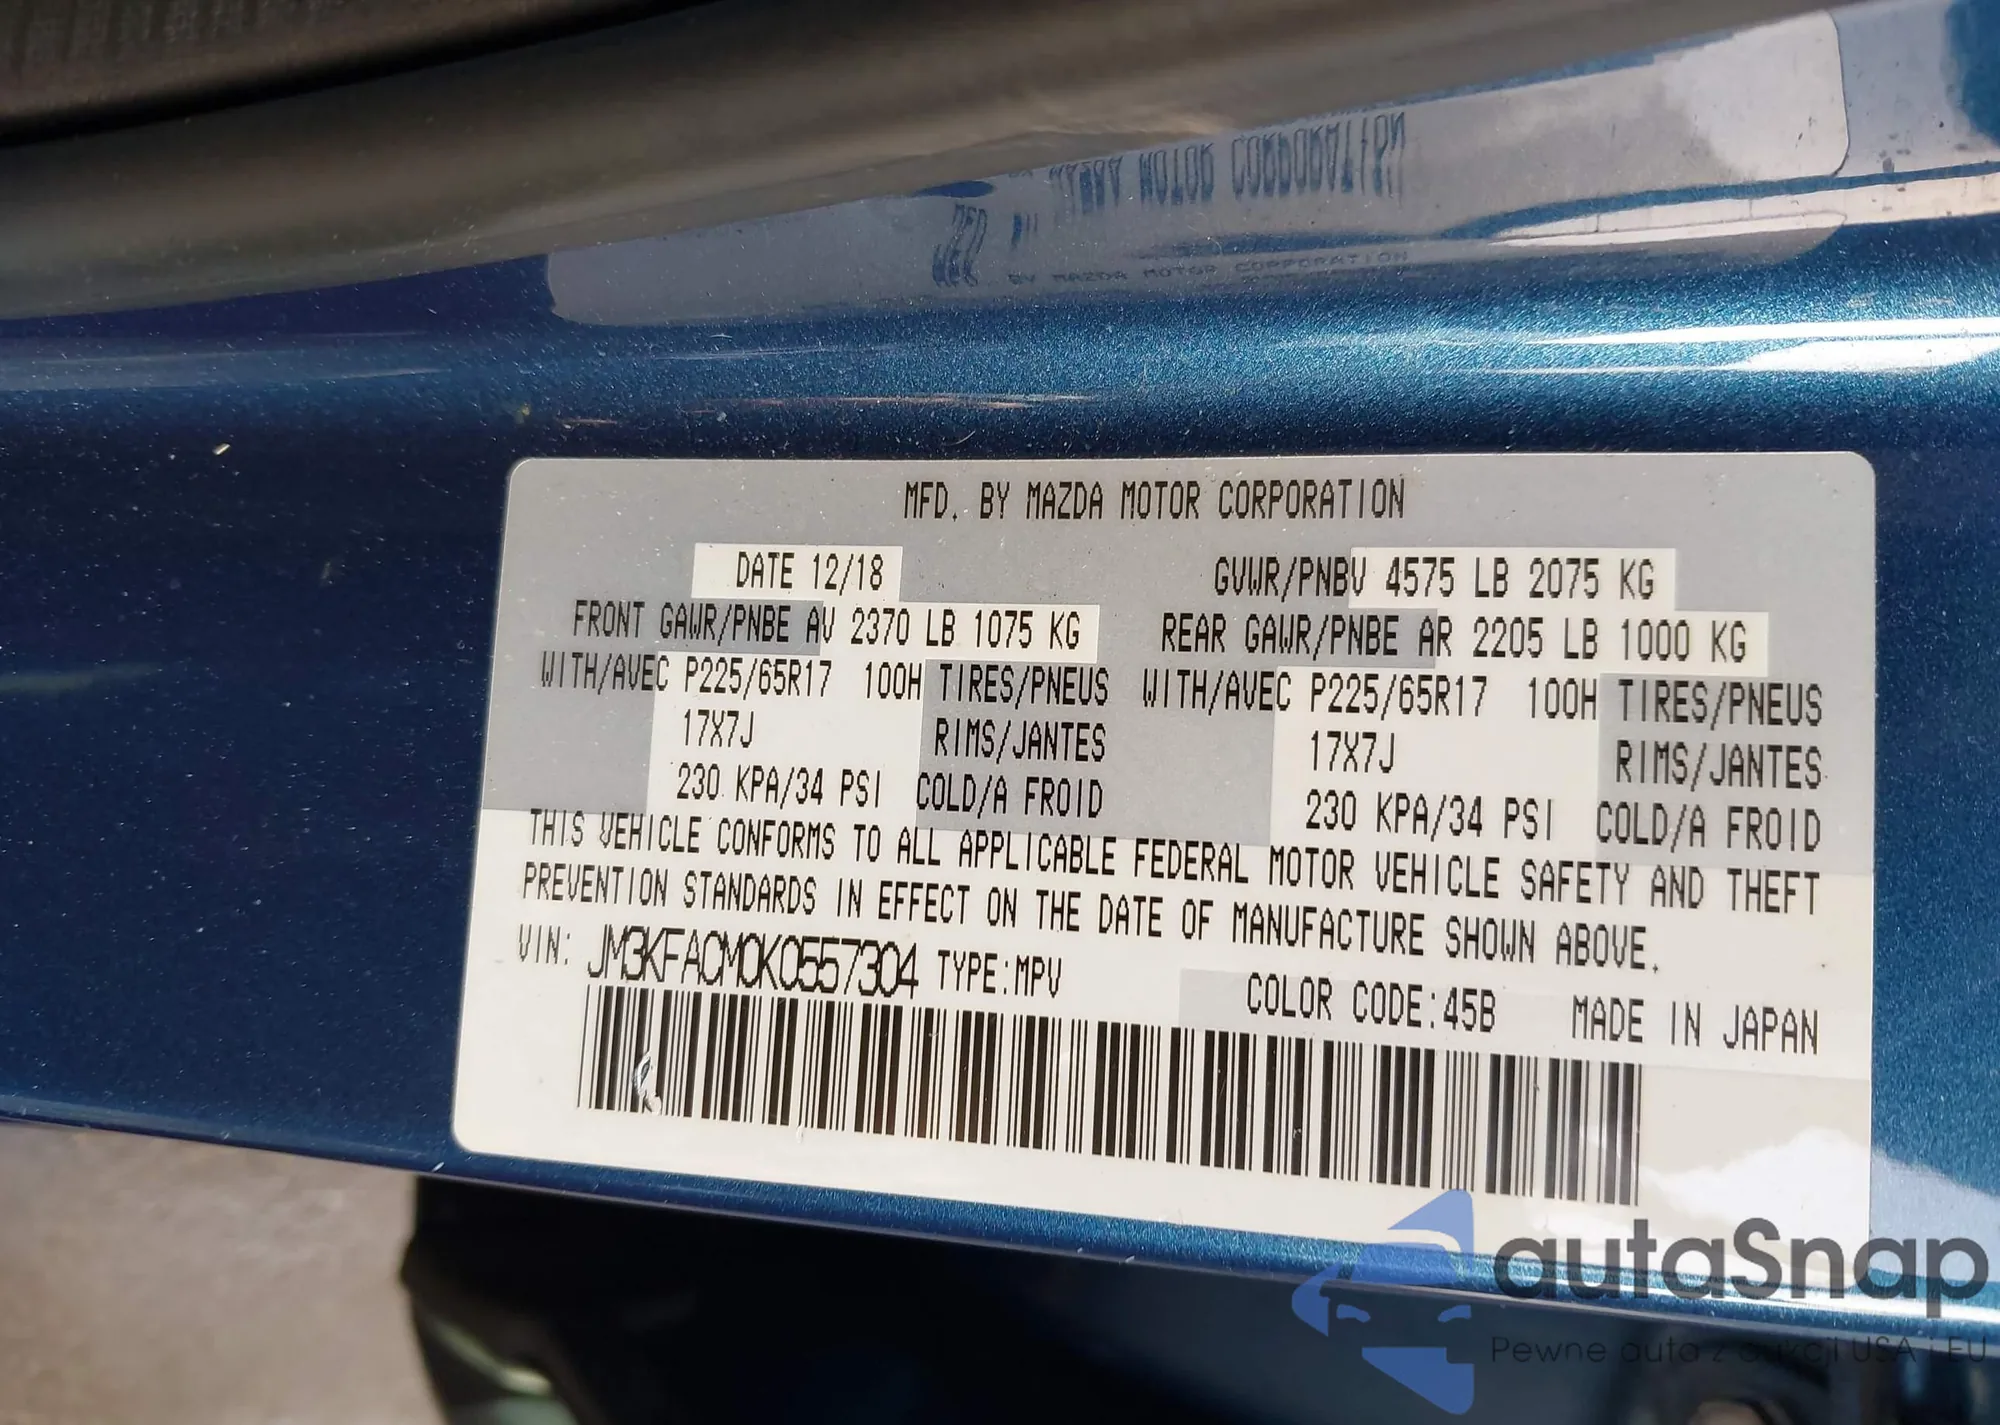 MFD. BY MAZDA MOTOR CORPORATION
DATE 12/18 GVWR/PNBV 4575 LB 2075 KG
FRONT GAWR/PNBE AV 2370 LB 1075 KG REAR GAWR/PNBE AR 2205 LB 1000 KG
WITH/AVEC P225/65R17 100H TIRES/PNEUS WITH/AVEC P225/65R17 100H TIRES/PNEUS
17X7J RIMS/JANTES 17X7J RIMS/JANTES
230 KPA/34 PSI COLD/A FROID 230 KPA/34 PSI COLD/A FROID
THIS VEHICLE CONFORMS TO ALL APPLICABLE FEDERAL MOTOR VEHICLE SAFETY AND THEFT
PREVENTION STANDARDS IN EFFECT ON THE DATE OF MANUFACTURE SHOWN ABOVE.
VIN: JM3KFACM0K0557304 TYPE:MPV COLOR CODE:45B MADE IN JAPAN
autaSnap
Pewne auta z aukcji USA i EU